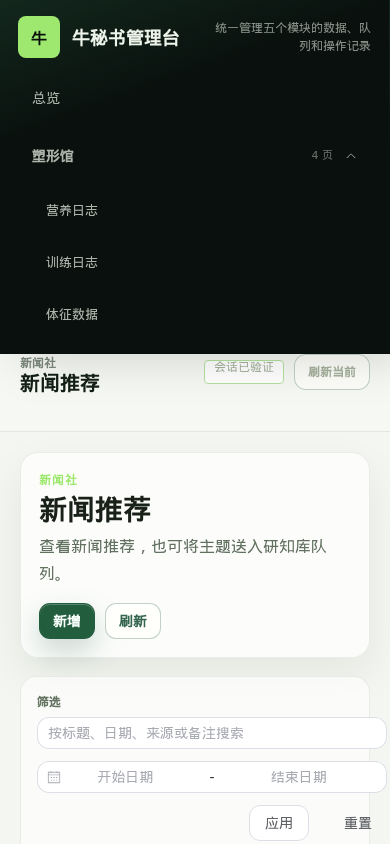 牛
牛秘书管理台
统一管理五个模块的数据、队
列和操作记录
总览
塑形馆
4 页
营养日志
训练日志
体征数据
新闻社
新闻推荐
会话已验证
刷新当前
新闻社
新闻推荐
查看新闻推荐，也可将主题送入研知库队
列。
新增
刷新
筛选
按标题、日期、来源或备注搜索
开始日期 - 结束日期
应用
重置